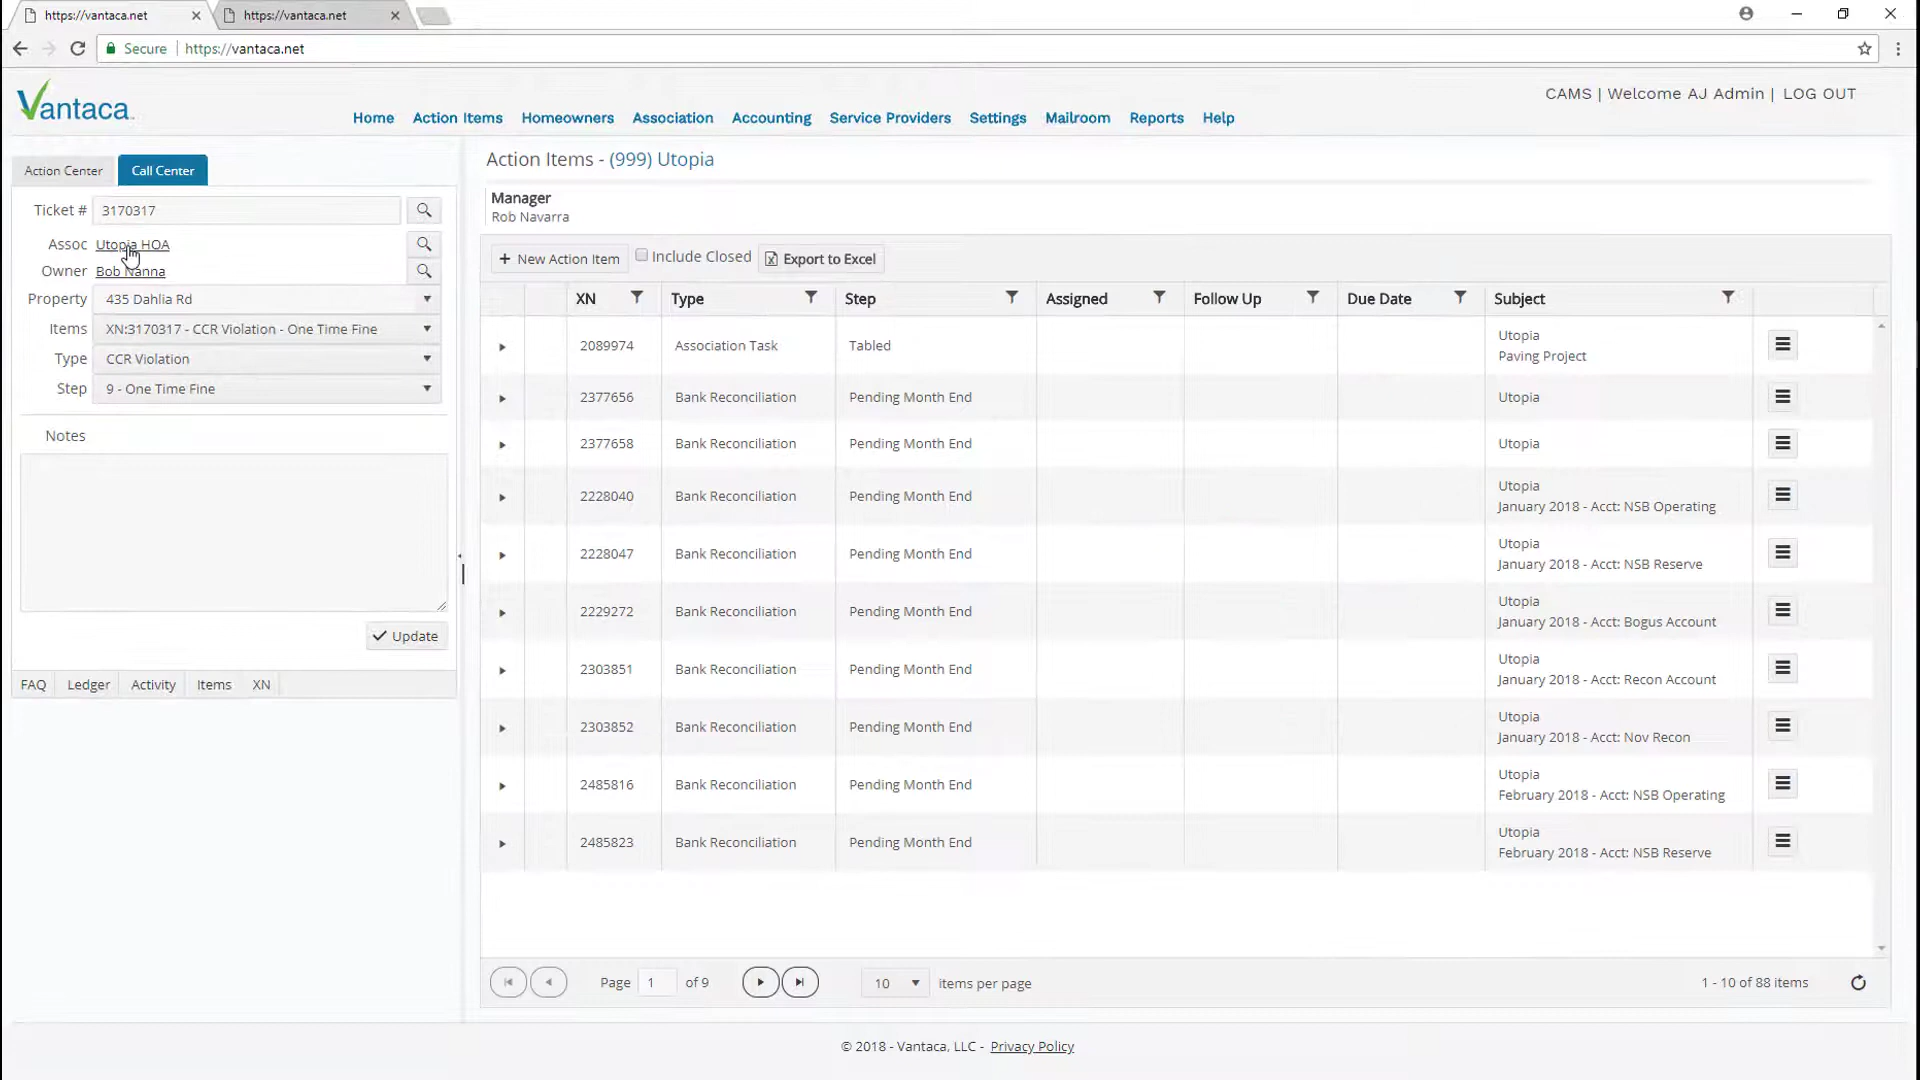 https://vantaca.net
https://vantaca.net
Secure
https://vantaca.net
Vantaca
Home Action Items Homeowners Association Accounting Service Providers Settings Mailroom Reports Help
CAMS | Welcome AJ Admin | LOG OUT
Action Center
Call Center
Ticket # 3170317
Assoc Utopia HOA
Owner Bob Nanna
Property 435 Dahlia Rd
Items XN:3170317 - CCR Violation - One Time Fine
Type CCR Violation
Step 9 - One Time Fine
Notes
Update
FAQ Ledger Activity Items XN
Action Items - (999) Utopia
Manager
Rob Navarra
+ New Action Item Include Closed Export to Excel
XN Type Step Assigned Follow Up Due Date Subject
2089974 Association Task Tabled Utopia
Paving Project
2377656 Bank Reconciliation Pending Month End Utopia
2377658 Bank Reconciliation Pending Month End Utopia
2228040 Bank Reconciliation Pending Month End Utopia
January 2018 - Acct: NSB Operating
2228047 Bank Reconciliation Pending Month End Utopia
January 2018 - Acct: NSB Reserve
2229272 Bank Reconciliation Pending Month End Utopia
January 2018 - Acct: Bogus Account
2303851 Bank Reconciliation Pending Month End Utopia
January 2018 - Acct: Recon Account
2303852 Bank Reconciliation Pending Month End Utopia
January 2018 - Acct: Nov Recon
2485816 Bank Reconciliation Pending Month End Utopia
February 2018 - Acct: NSB Operating
2485823 Bank Reconciliation Pending Month End Utopia
February 2018 - Acct: NSB Reserve
Page 1 of 9 10 items per page 1 - 10 of 88 items
© 2018 - Vantaca, LLC - Privacy Policy